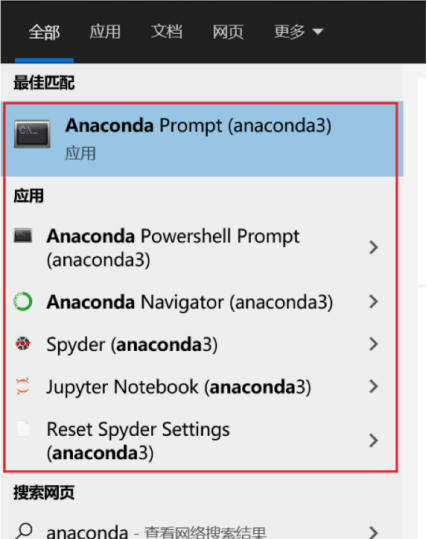 全部 应用 文档 网页 更多
最佳匹配
Anaconda Prompt (anaconda3)
应用
应用
Anaconda Powershell Prompt
(anaconda3)
Anaconda Navigator (anaconda3)
Spyder (anaconda3)
Jupyter Notebook (anaconda3)
Reset Spyder Settings
(anaconda3)
搜索网页
anaconda - 查看网络搜索结果